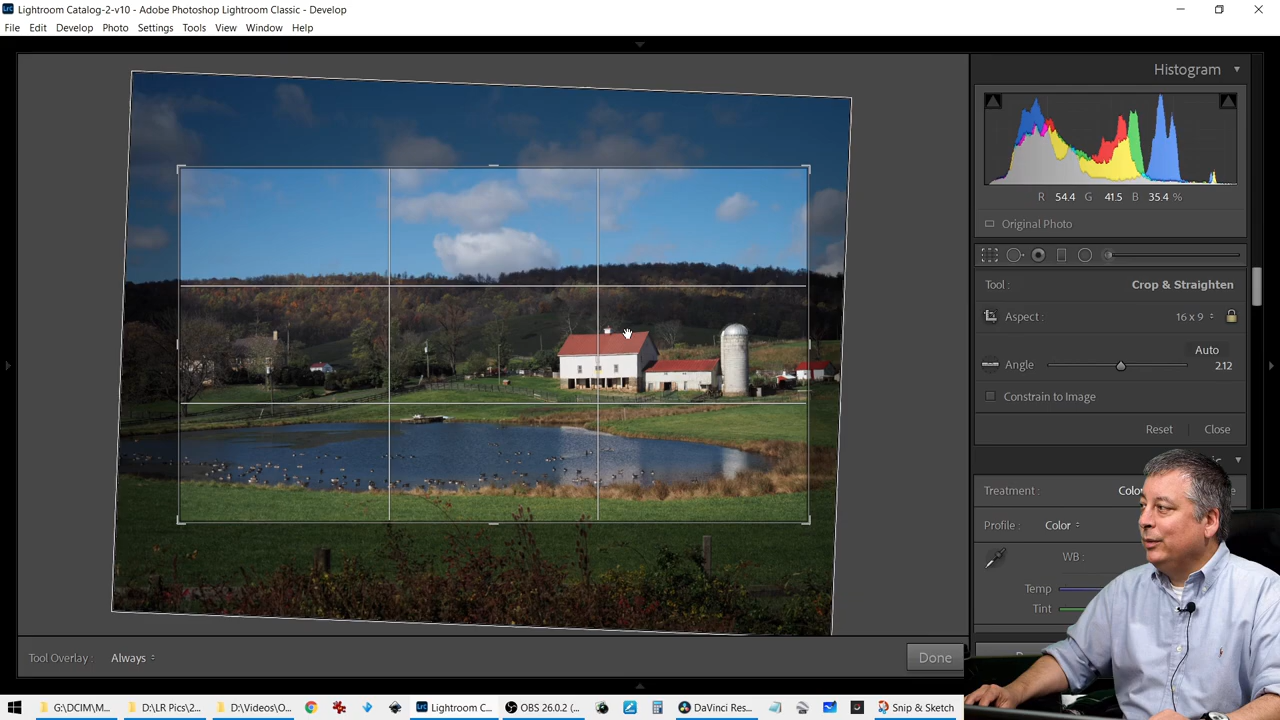 Lightroom Catalog-2-v10 - Adobe Photoshop Lightroom Classic - Develop
File Edit Develop Photo Settings Tools View Window Help
Histogram
R 54.4 G 41.5 B 35.4 %
Original Photo
Tool : Crop & Straighten
Aspect : 16 x 9
Auto
Angle 2.12
Constrain to Image
Reset Close
Treatment :
Profile : Color
WB :
Temp
Tint
Tool Overlay : Always
Done
G:\DCIM\M... D:\LR Pics\2... D:\Videos\O... Lightroom C... OBS 26.0.2 (... DaVinci Res... Snip & Sketch